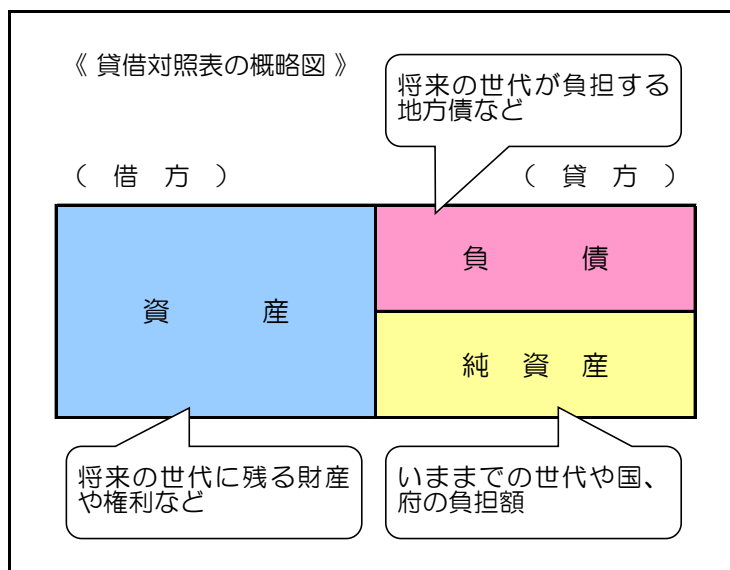 《 貸借対照表の概略図 》
将来の世代が負担する
地方債など
（ 借 方 ）
（ 貸 方 ）
資 産
負 債
純 資 産
将来の世代に残る財産
や権利など
いままでの世代や国、
府の負担額